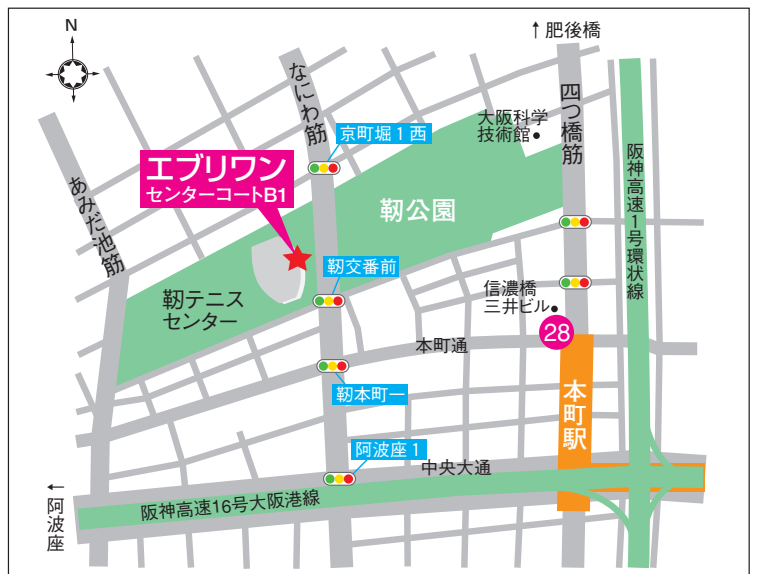 N
↑肥後橋
なにわ筋
四つ橋筋
大阪科学
技術館
京町堀1西
エブリワン
センターコートB1
あみだ池筋
阪神高速1号環状線
靭公園
靭交番前
信濃橋
三井ビル
靭テニス
センター
28
本町通
本町駅
靭本町一
阿波座1
中央大通
←阿波座
阪神高速16号大阪港線